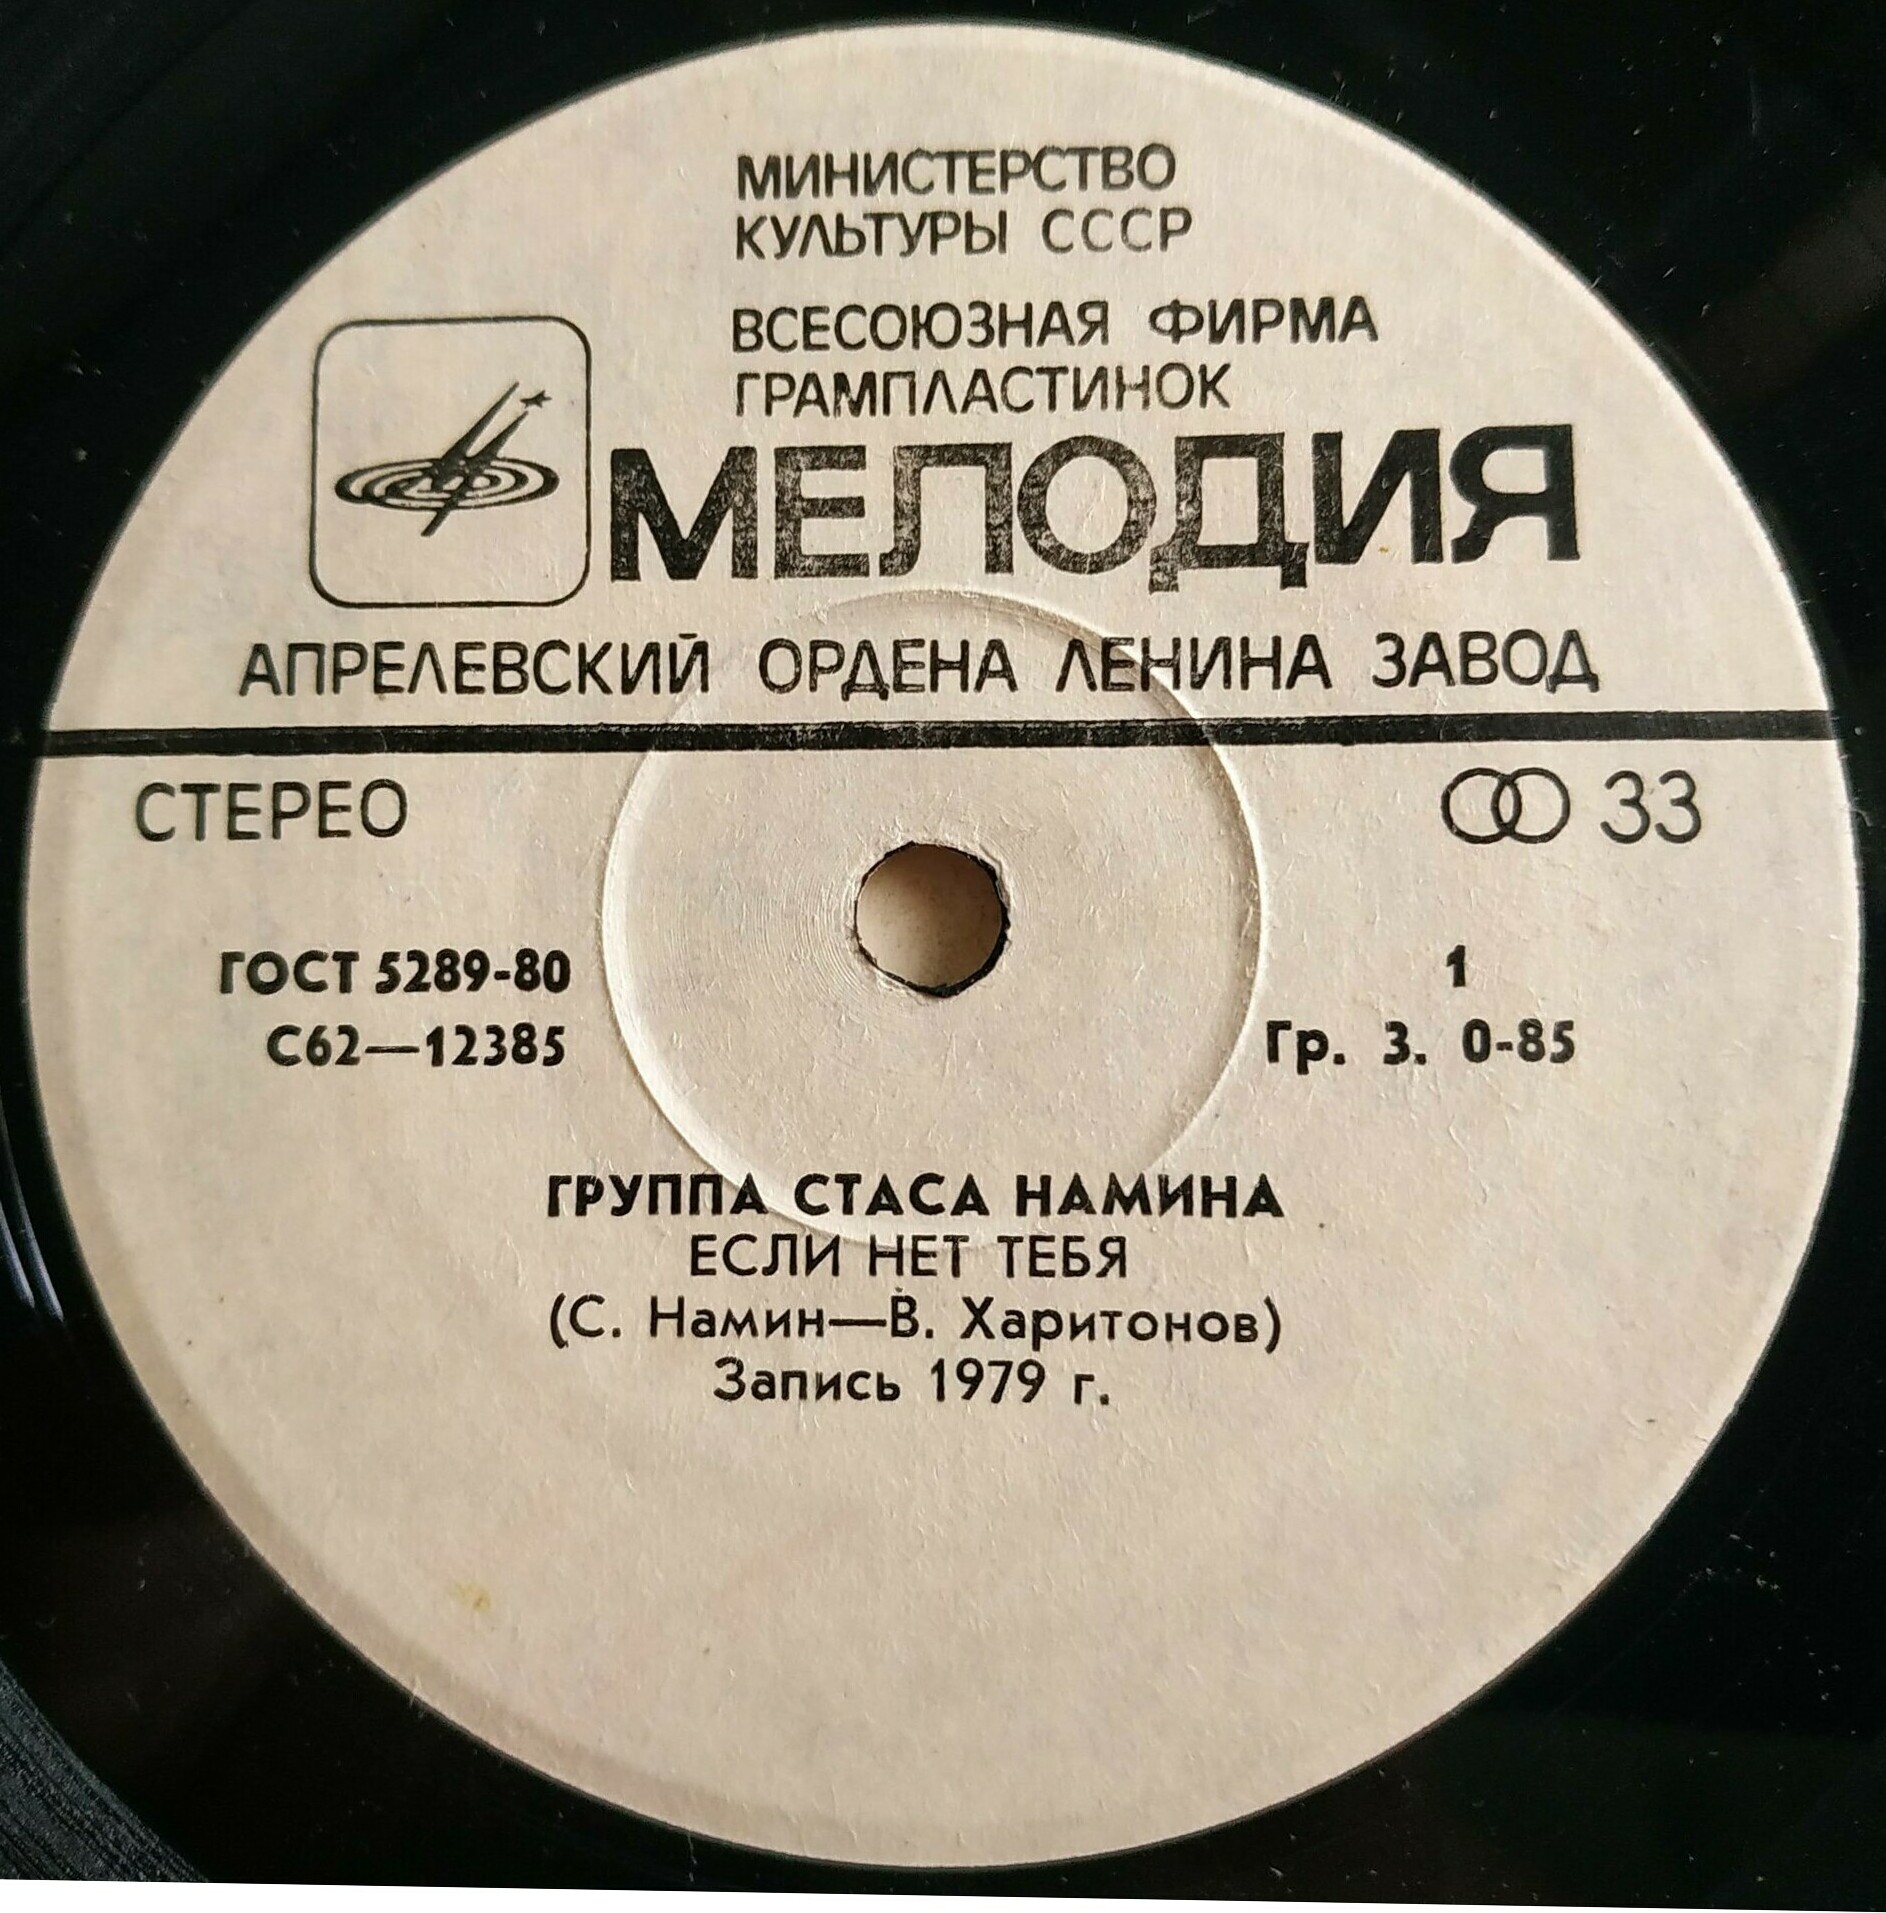 МИНИСТЕРСТВО
КУЛЬТУРЫ СССР
ВСЕСОЮЗНАЯ ФИРМА
ГРАМПЛАСТИНОК
МЕЛОДИЯ
АПРЕЛЕВСКИЙ ОРДЕНА ЛЕНИНА ЗАВОД
СТЕРЕО 33
ГОСТ 5289-80 1
С62—12385 Гр. 3. 0-85
ГРУППА СТАСА НАМИНА
ЕСЛИ НЕТ ТЕБЯ
(С. Намин—В. Харитонов)
Запись 1979 г.